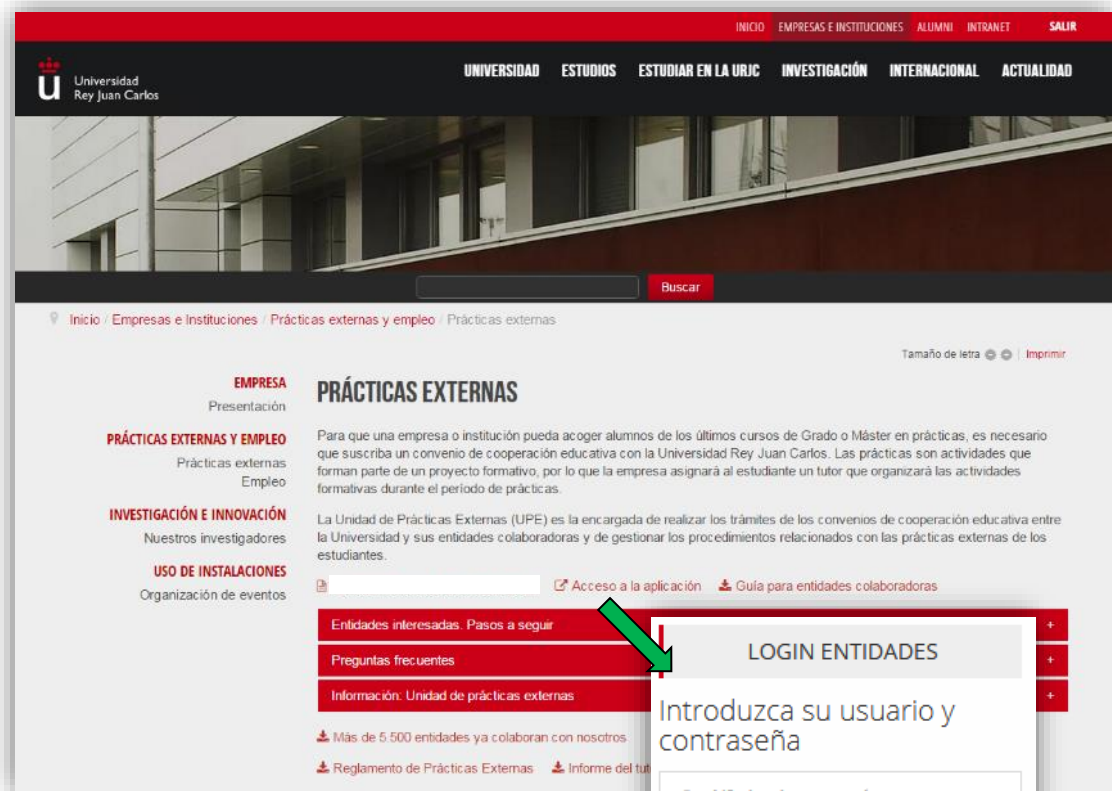 INICIO EMPRESAS E INSTITUCIONES ALUMNI INTRANET SALIR
Universidad
Rey Juan Carlos
UNIVERSIDAD ESTUDIOS ESTUDIAR EN LA URJC INVESTIGACIÓN INTERNACIONAL ACTUALIDAD
Buscar
Inicio / Empresas e Instituciones / Prácticas externas y empleo / Prácticas externas
Tamaño de letra Imprimir
EMPRESA
Presentación
PRÁCTICAS EXTERNAS Y EMPLEO
Prácticas externas
Empleo
INVESTIGACIÓN E INNOVACIÓN
Nuestros investigadores
USO DE INSTALACIONES
Organización de eventos
PRÁCTICAS EXTERNAS
Para que una empresa o institución pueda acoger alumnos de los últimos cursos de Grado o Máster en prácticas, es necesario
que suscriba un convenio de cooperación educativa con la Universidad Rey Juan Carlos. Las prácticas son actividades que
forman parte de un proyecto formativo, por lo que la empresa asignará al estudiante un tutor que organizará las actividades
formativas durante el período de prácticas.
La Unidad de Prácticas Externas (UPE) es la encargada de realizar los trámites de los convenios de cooperación educativa entre
la Universidad y sus entidades colaboradoras y de gestionar los procedimientos relacionados con las prácticas externas de los
estudiantes.
Acceso a la aplicación Guía para entidades colaboradoras
Entidades interesadas. Pasos a seguir +
Preguntas frecuentes +
Información: Unidad de prácticas externas +
Más de 5.500 entidades ya colaboran con nosotros
Reglamento de Prácticas Externas Informe del
LOGIN ENTIDADES
Introduzca su usuario y
contraseña